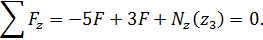 ∑ F_z = −5F + 3F + N_z(z_3) = 0.